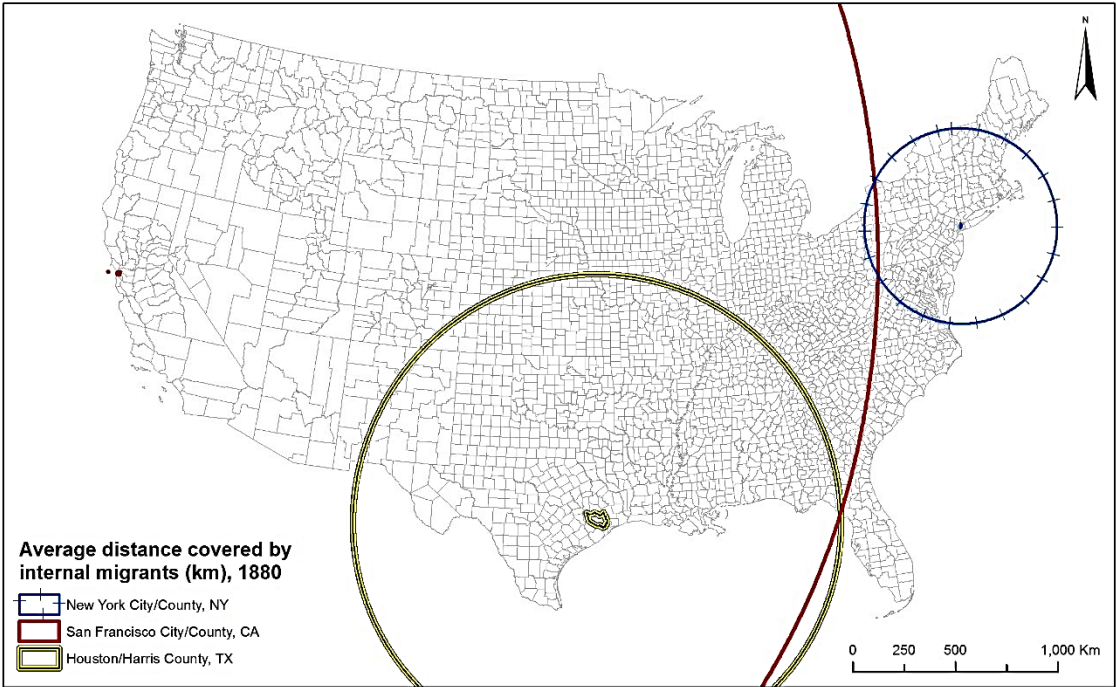 N
Average distance covered by
internal migrants (km), 1880
New York City/County, NY
San Francisco City/County, CA
Houston/Harris County, TX
0 250 500 1,000 Km